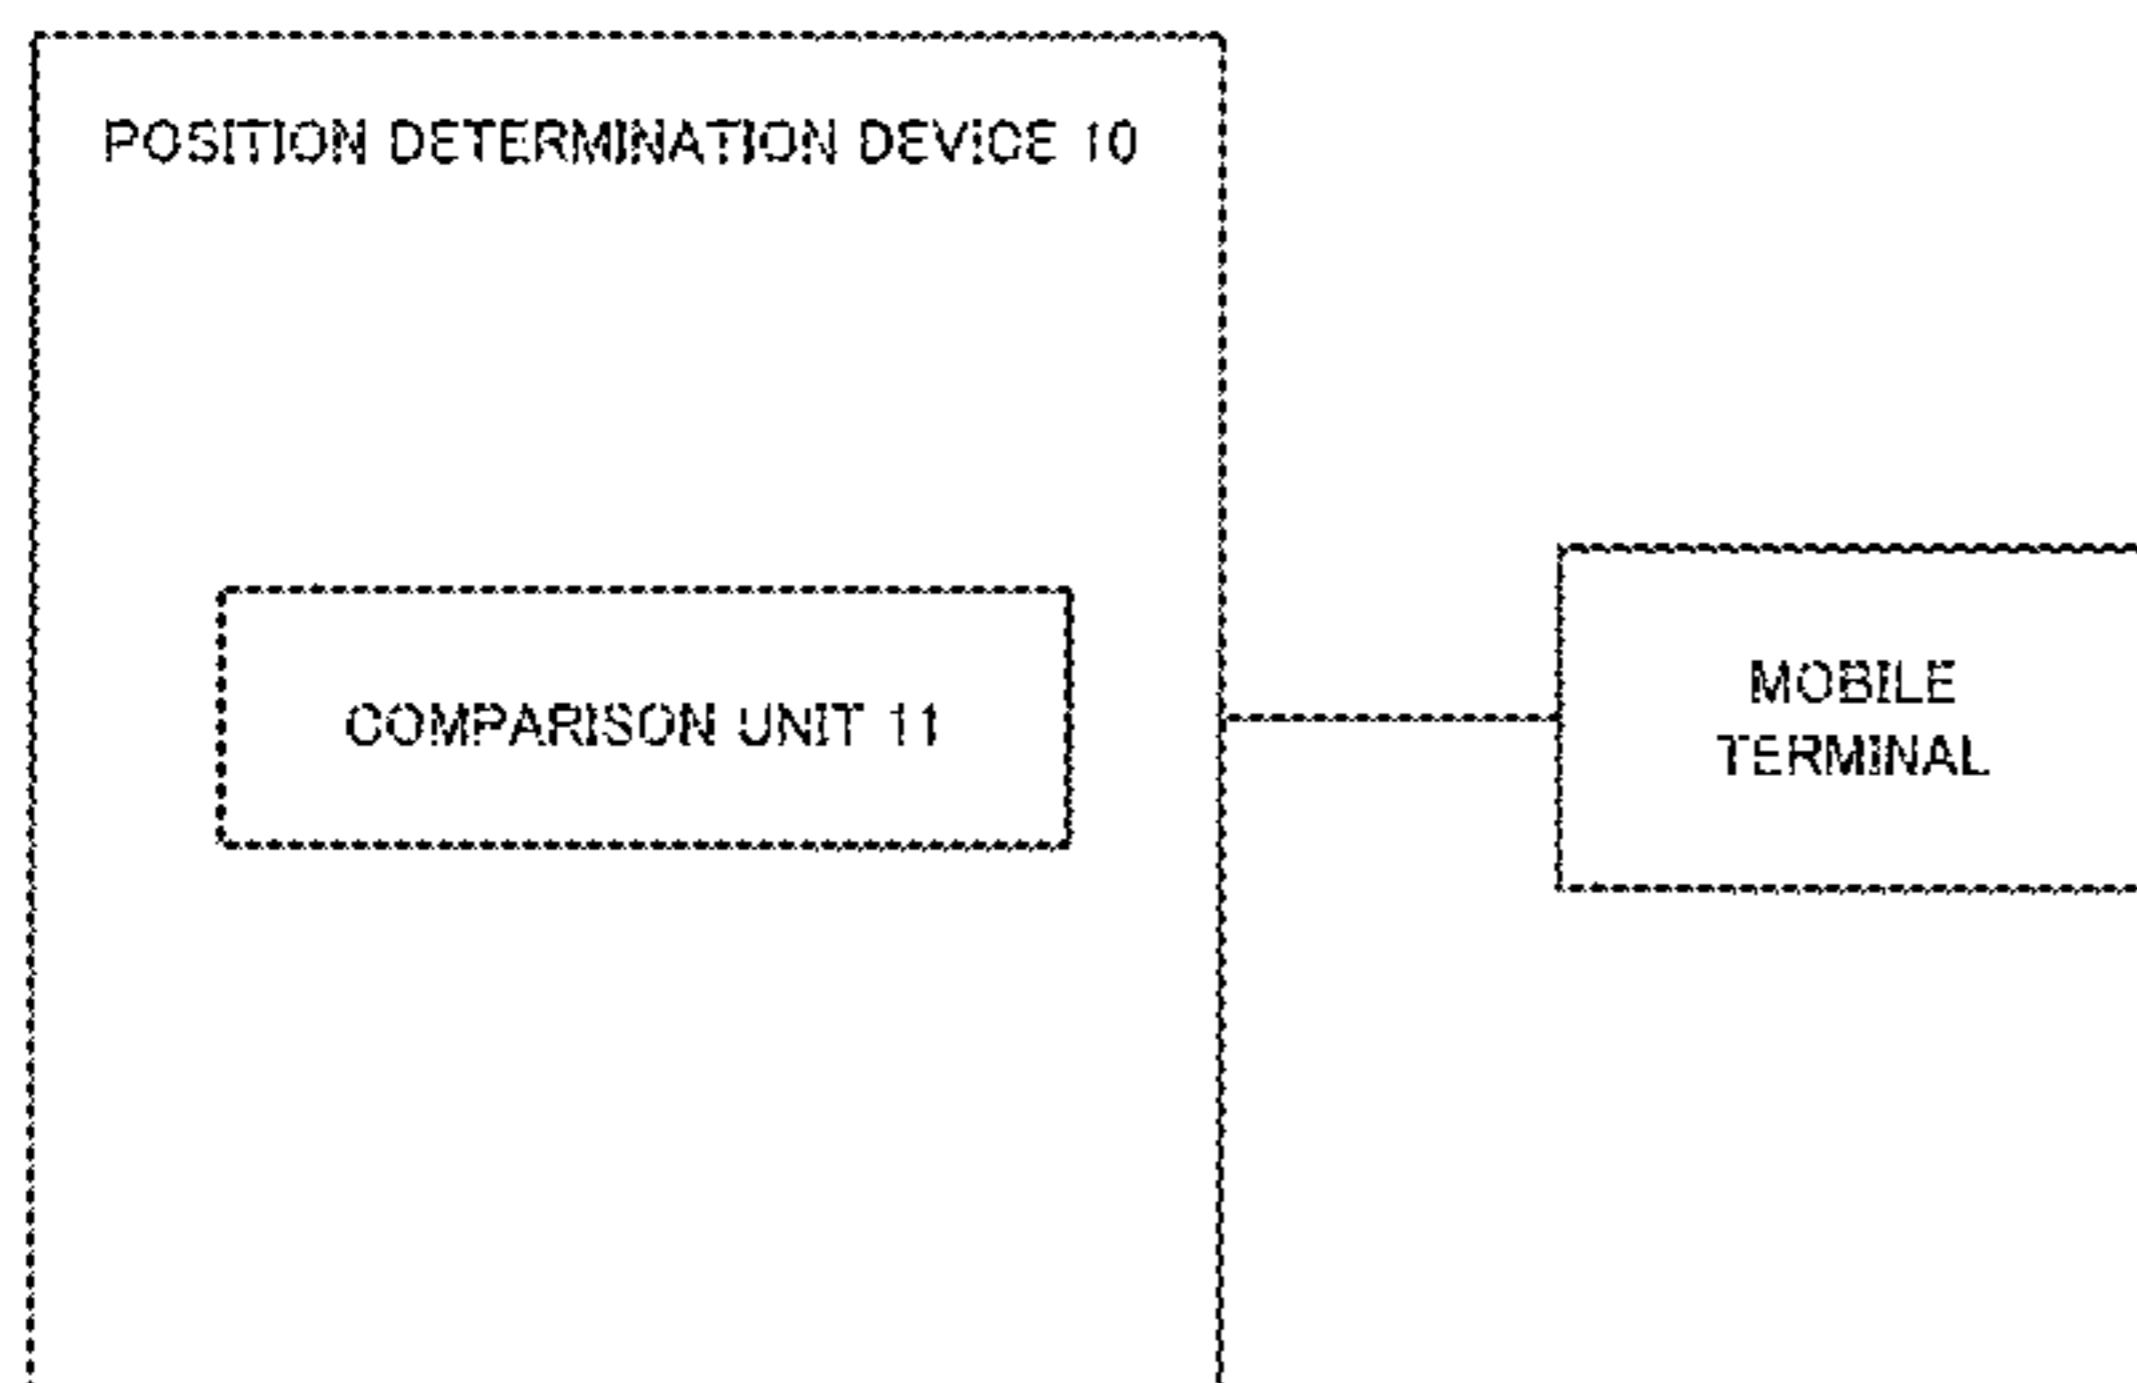 POSITION DETERMINATION DEVICE 10
COMPARISON UNIT 11
MOBILE
TERMINAL